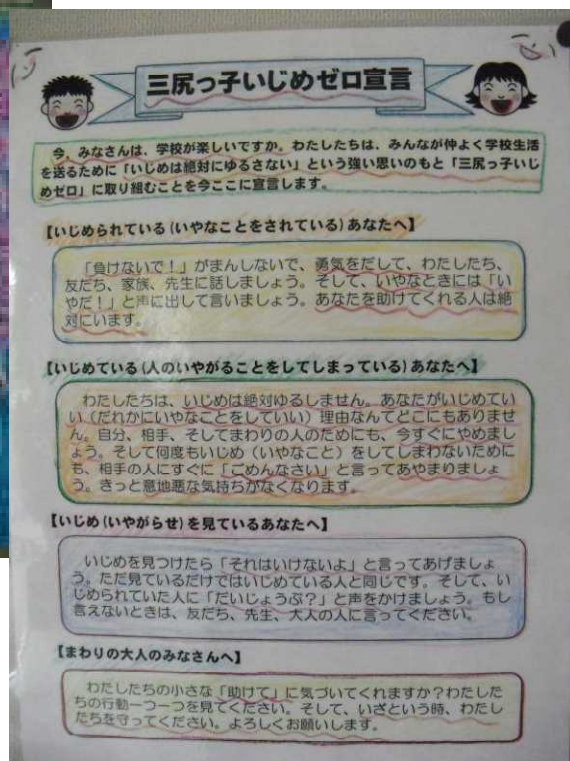 三尻っ子いじめゼロ宣言
今、みなさんは、学校が楽しいですか。わたしたちは、みんなが仲よく学校生活
を送るために「いじめは絶対にゆるさない」という強い思いのもと「三尻っ子いじ
めゼロ」に取り組むことを今ここに宣言します。
【いじめられている(いやなことをされている)あなたへ】
「負けないで！」がまんしないで、勇気をだして、わたしたち、
友だち、家族、先生に話しましょう。そして、いやなときには「い
やだ！」と声に出して言いましょう。あなたを助けてくれる人は絶
対にいます。
【いじめている(人のいやがることをしてしまっている)あなたへ】
わたしたちは、いじめは絶対ゆるしません。あなたがいじめてい
い（だれかにいやなことをしていい）理由なんてどこにもありませ
ん。自分、相手、そしてまわりの人のためにも、今すぐにやめまし
ょう。そして何度もいじめ（いやなこと）をしてしまわないために
も、相手の人にすぐに「ごめんなさい」と言ってあやまりましょ
う。きっと意地悪な気持ちがなくなります。
【いじめ(いやがらせ)を見ているあなたへ】
いじめを見つけたら「それはいけないよ」と言ってあげましょ
う。ただ見ているだけではいじめている人と同じです。そして、い
じめられていた人に「だいじょうぶ？」と声をかけましょう。もし
言えないときは、友だち、先生、大人の人に言ってください。
【まわりの大人のみなさんへ】
わたしたちの小さな「助けて」に気づいてくれますか？わたした
ちの行動一つ一つを見てください。そして、いざという時、わたし
たちを守ってください。よろしくお願いします。